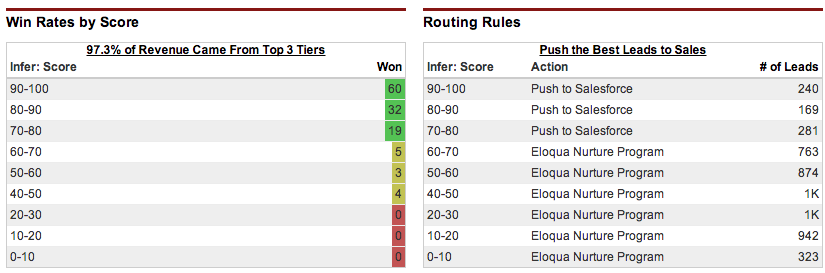 Win Rates by Score
97.3% of Revenue Came From Top 3 Tiers
Infer: Score Won
90-100 60
80-90 32
70-80 19
60-70 5
50-60 3
40-50 4
20-30 0
10-20 0
0-10 0
Routing Rules
Push the Best Leads to Sales
Infer: Score Action # of Leads
90-100 Push to Salesforce 240
80-90 Push to Salesforce 169
70-80 Push to Salesforce 281
60-70 Eloqua Nurture Program 763
50-60 Eloqua Nurture Program 874
40-50 Eloqua Nurture Program 1K
20-30 Eloqua Nurture Program 1K
10-20 Eloqua Nurture Program 942
0-10 Eloqua Nurture Program 323